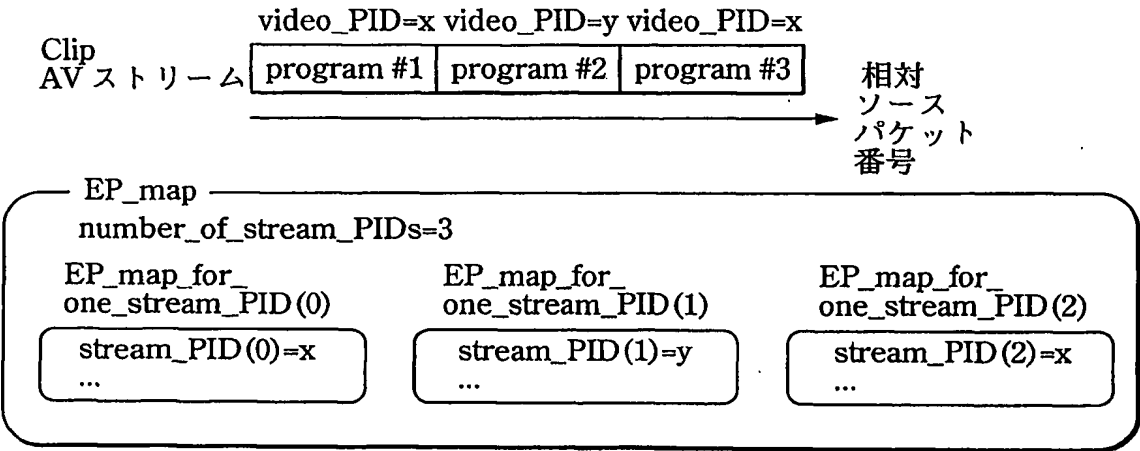 video_PID=x video_PID=y video_PID=x
Clip
AVストリーム
program #1 program #2 program #3
相対
ソース
パケット
番号
EP_map
number_of_stream_PIDs=3
EP_map_for_
one_stream_PID(0)
stream_PID(0)=x
...
EP_map_for_
one_stream_PID(1)
stream_PID(1)=y
...
EP_map_for_
one_stream_PID(2)
stream_PID(2)=x
...